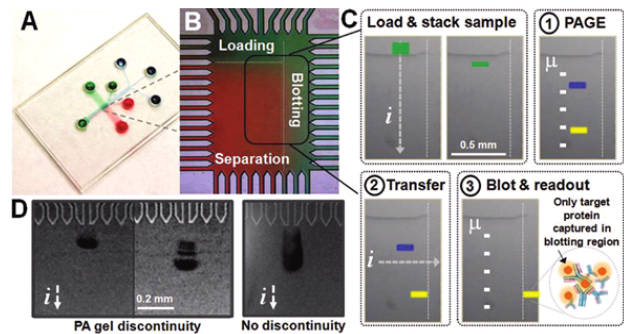 A
B
Loading
Blotting
Separation
C
Load & stack sample
i
0.5 mm
1 PAGE
μ
2 Transfer
i
3 Blot & readout
μ
Only target
protein
captured in
blotting region
D
i
0.2 mm
i
PA gel discontinuity
No discontinuity